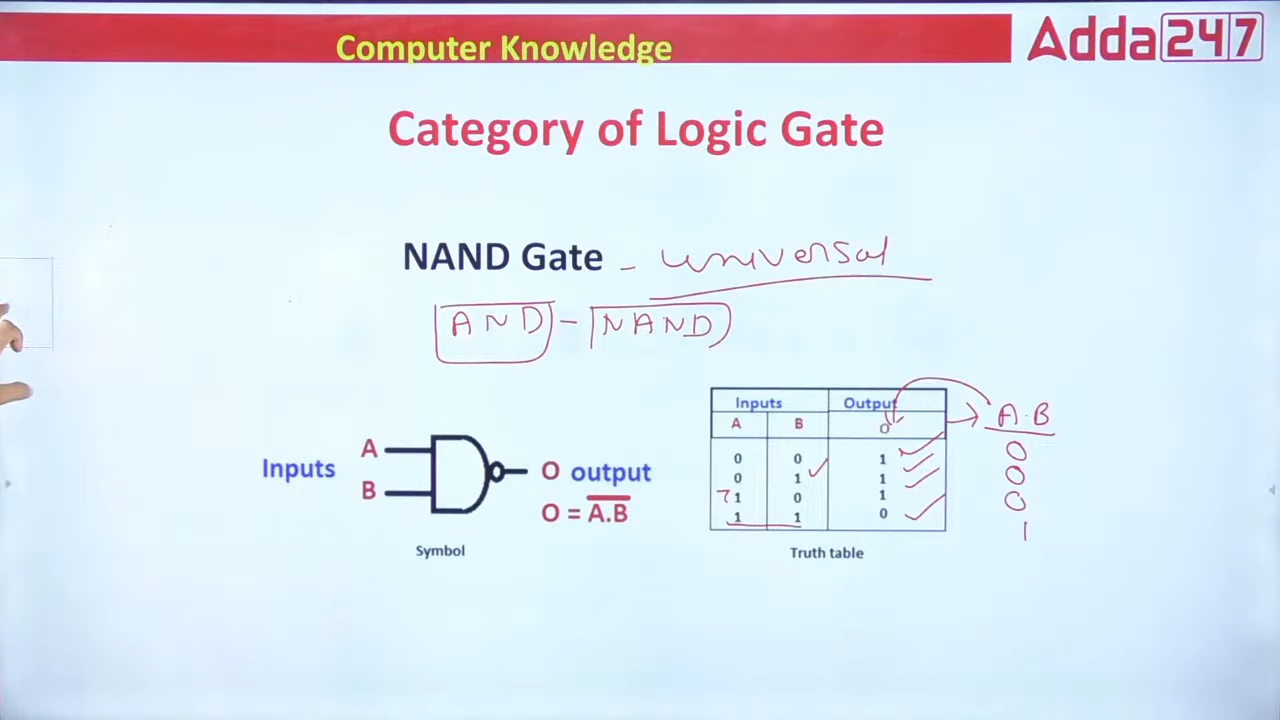 Computer Knowledge
Adda247
Category of Logic Gate
NAND Gate - universal
AND - NAND
Inputs
A
B
O output
O = A.B
Symbol
Inputs Output
A B O
0 0 1
0 1 1
1 0 1
1 1 0
Truth table
A.B
0
0
0
1